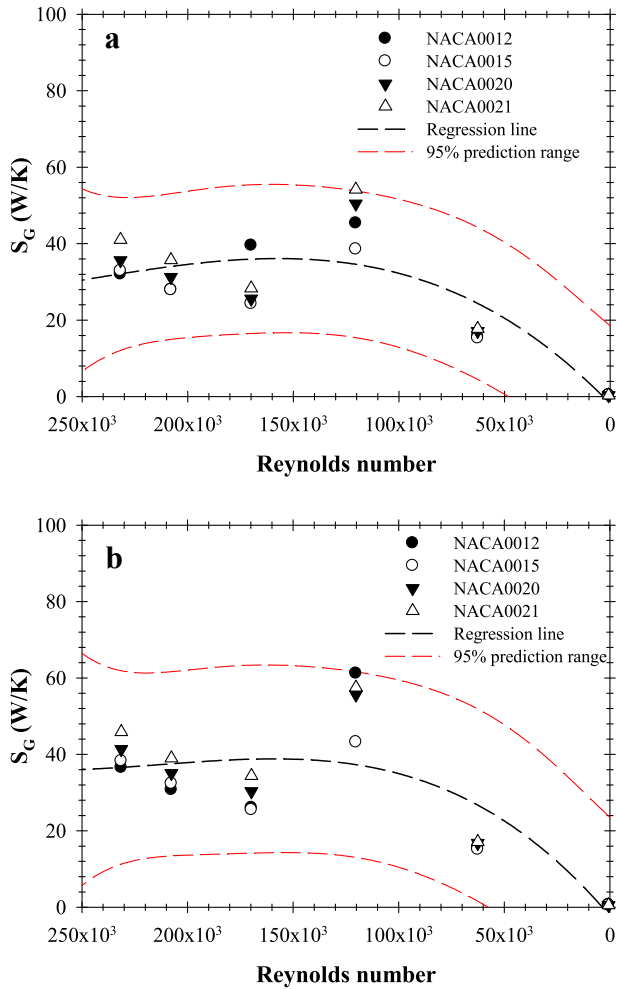 a
100
80
60
40
20
0
S_G (W/K)
NACA0012
NACA0015
NACA0020
NACA0021
Regression line
95% prediction range
250x10³ 200x10³ 150x10³ 100x10³ 50x10³ 0
Reynolds number
b
100
80
60
40
20
0
S_G (W/K)
NACA0012
NACA0015
NACA0020
NACA0021
Regression line
95% prediction range
250x10³ 200x10³ 150x10³ 100x10³ 50x10³ 0
Reynolds number